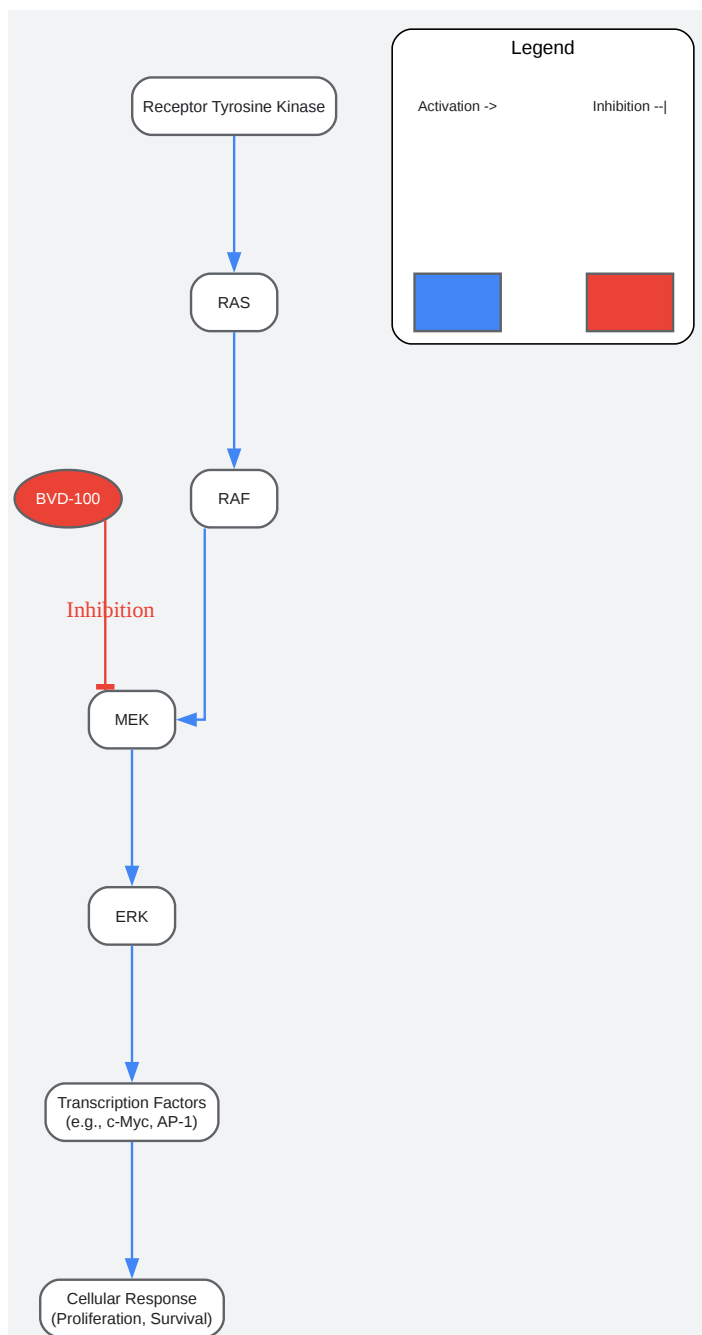 Legend
Receptor Tyrosine Kinase
Activation ->
Inhibition --|
RAS
BVD-100
RAF
Inhibition
MEK
ERK
Transcription Factors
(e.g., c-Myc, AP-1)
Cellular Response
(Proliferation, Survival)